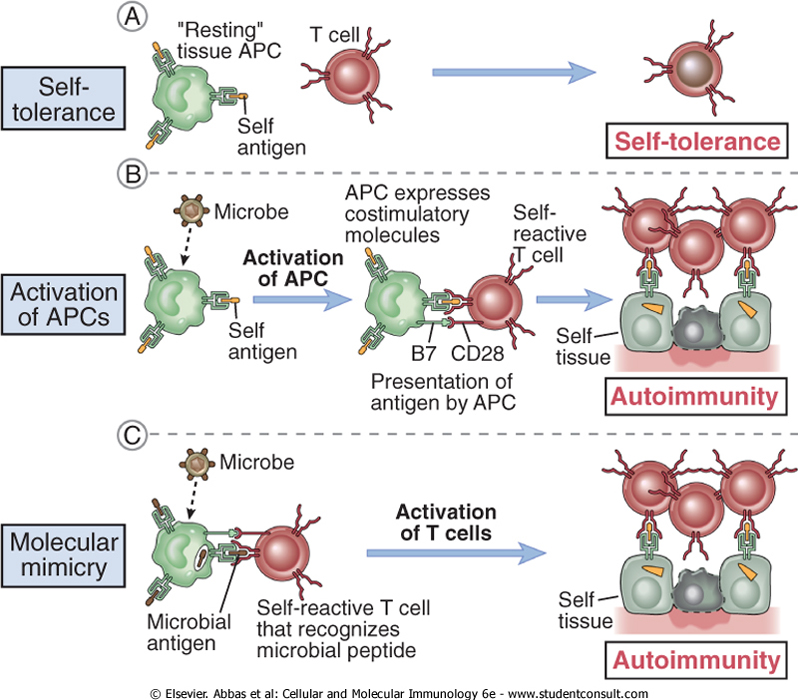 A
"Resting"
tissue APC
T cell
Self-
tolerance
Self
antigen
Self-tolerance
B
Microbe
APC expresses
costimulatory
molecules
Self-
reactive
T cell
Activation
of APC
Activation
of APCs
Self
antigen
B7
CD28
Self
tissue
Presentation of
antigen by APC
Autoimmunity
C
Microbe
Activation
of T cells
Molecular
mimicry
Microbial
antigen
Self-reactive T cell
that recognizes
microbial peptide
Self
tissue
Autoimmunity
© Elsevier. Abbas et al: Cellular and Molecular Immunology 6e - www.studentconsult.com